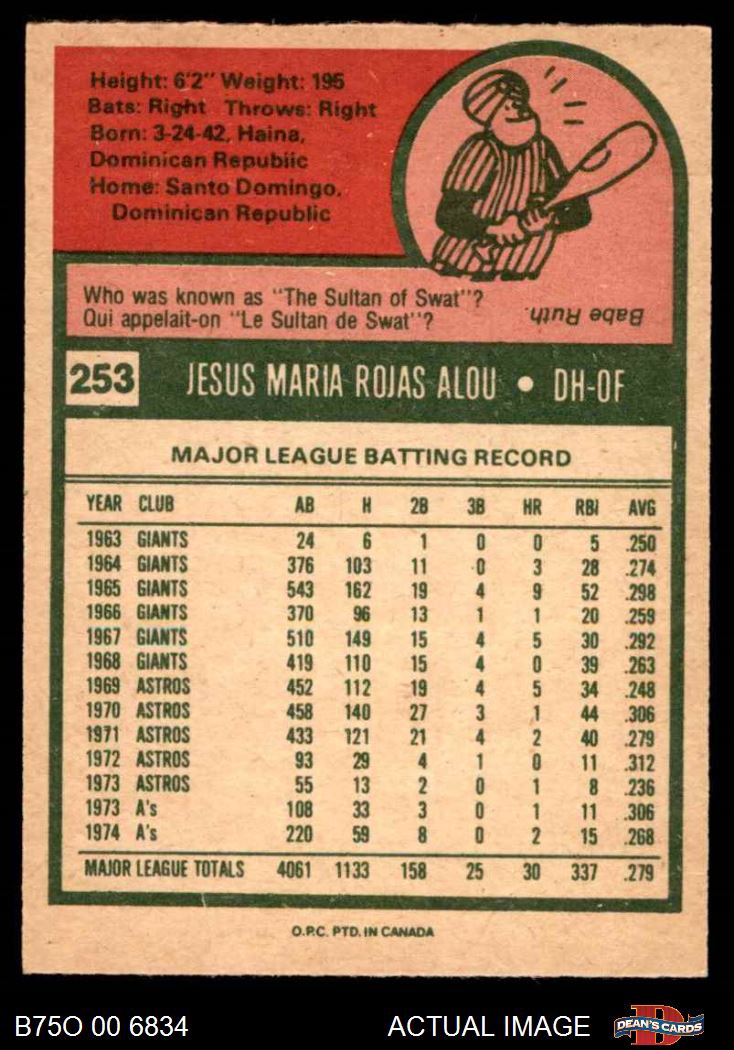 Height: 6'2" Weight: 195
Bats: Right Throws: Right
Born: 3-24-42, Haina,
Dominican Repubiic
Home: Santo Domingo,
Dominican Republic
Who was known as "The Sultan of Swat"?
Qui appelait-on "Le Sultan de Swat"?
Babe Ruth.
253 JESUS MARIA ROJAS ALOU • DH-OF
MAJOR LEAGUE BATTING RECORD
YEAR CLUB AB H 2B 3B HR RBI AVG
1963 GIANTS 24 6 1 0 0 5 .250
1964 GIANTS 376 103 11 0 3 28 .274
1965 GIANTS 543 162 19 4 9 52 .298
1966 GIANTS 370 96 13 1 1 20 .259
1967 GIANTS 510 149 15 4 5 30 .292
1968 GIANTS 419 110 15 4 0 39 .263
1969 ASTROS 452 112 19 4 5 34 .248
1970 ASTROS 458 140 27 3 1 44 .306
1971 ASTROS 433 121 21 4 2 40 .279
1972 ASTROS 93 29 4 1 0 11 .312
1973 ASTROS 55 13 2 0 1 8 .236
1973 A's 108 33 3 0 1 11 .306
1974 A's 220 59 8 0 2 15 .268
MAJOR LEAGUE TOTALS 4061 1133 158 25 30 337 .279
O.P.C. PTD. IN CANADA
B75O 00 6834 ACTUAL IMAGE D DEAN'S CARDS